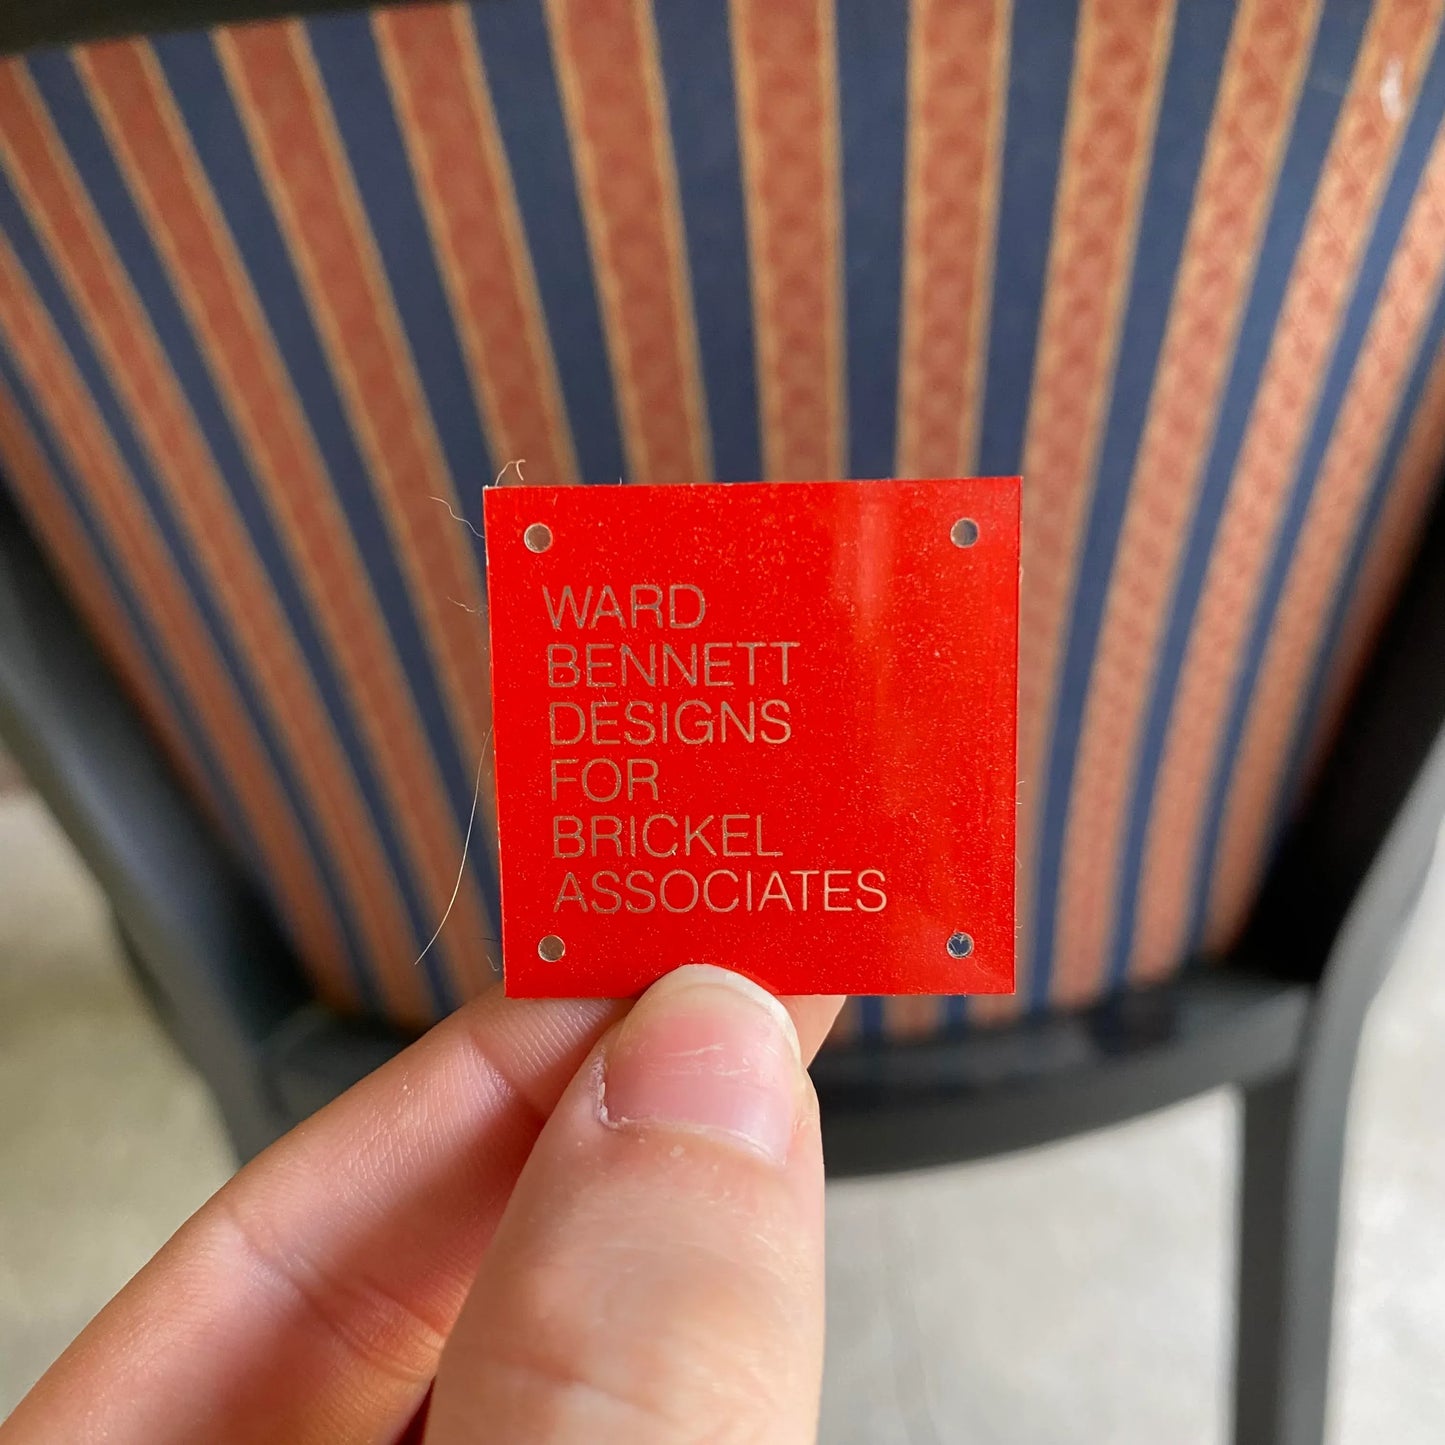 WARD
BENNETT
DESIGNS
FOR
BRICKEL
ASSOCIATES